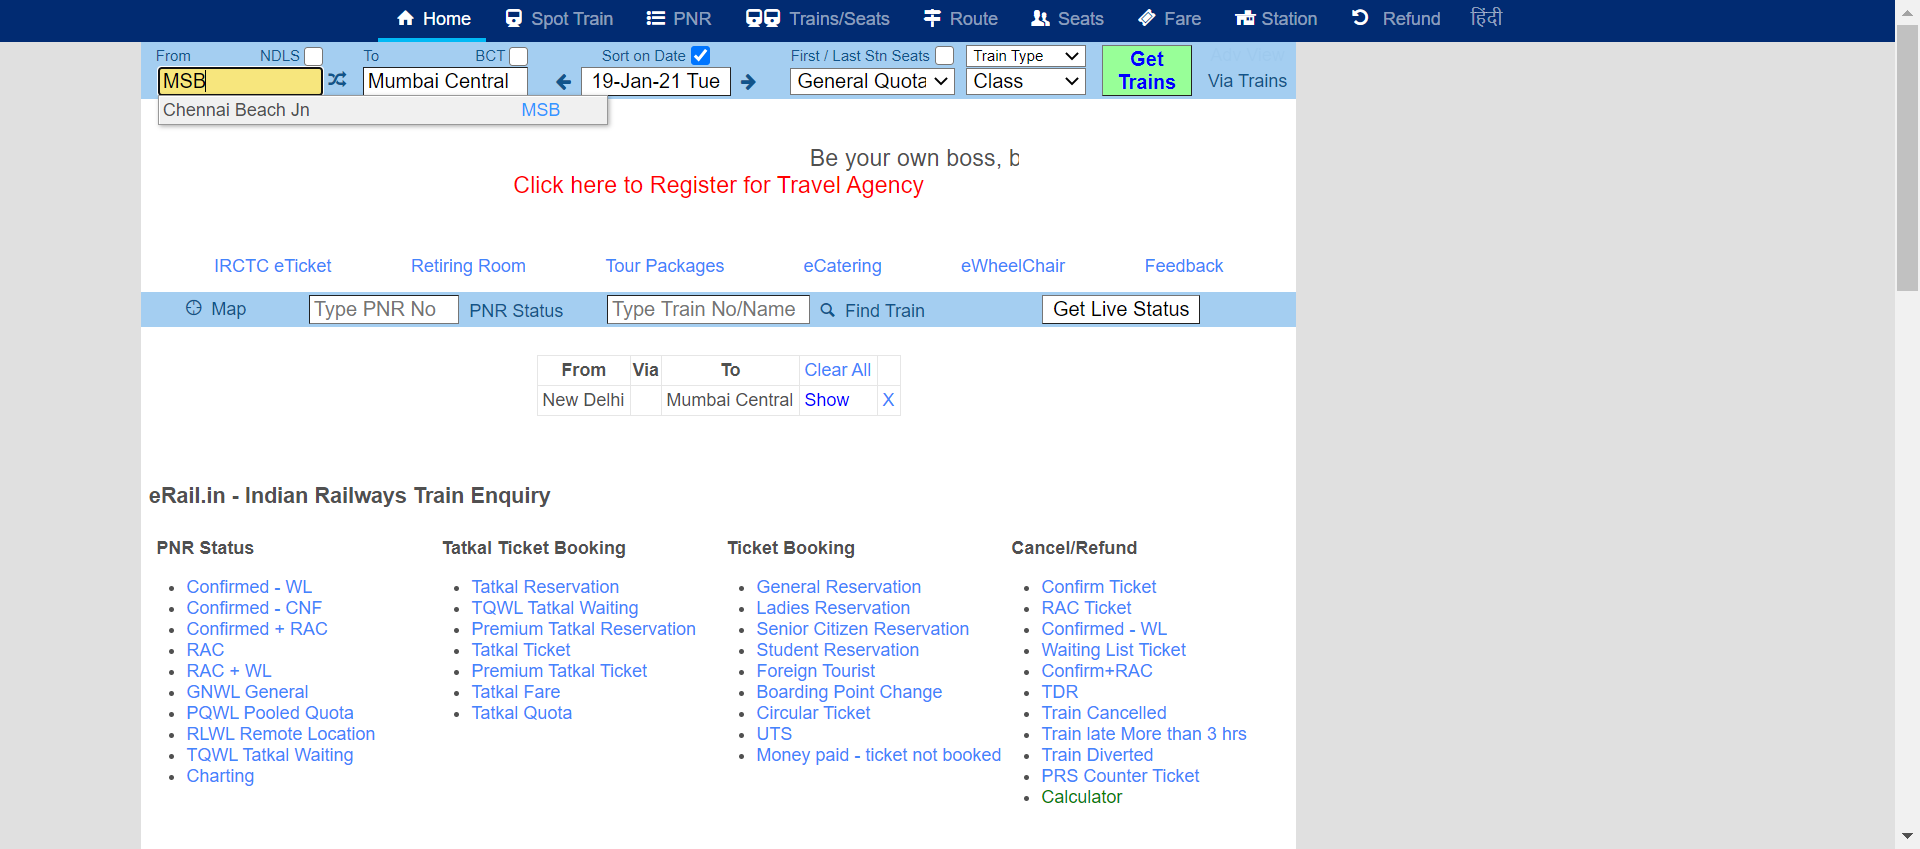 Home Spot Train PNR Trains/Seats Route Seats Fare Station Refund हिंदी
From NDLS To BCT Sort on Date First / Last Stn Seats Train Type Get Trains
MSB Mumbai Central 19-Jan-21 Tue General Quota Class Via Trains
Chennai Beach Jn MSB
Be your own boss, b
Click here to Register for Travel Agency
IRCTC eTicket Retiring Room Tour Packages eCatering eWheelChair Feedback
Map Type PNR No PNR Status Type Train No/Name Find Train Get Live Status
From Via To Clear All
New Delhi Mumbai Central Show X
eRail.in - Indian Railways Train Enquiry
PNR Status
Confirmed - WL
Confirmed - CNF
Confirmed + RAC
RAC
RAC + WL
GNWL General
PQWL Pooled Quota
RLWL Remote Location
TQWL Tatkal Waiting
Charting
Tatkal Ticket Booking
Tatkal Reservation
TQWL Tatkal Waiting
Premium Tatkal Reservation
Tatkal Ticket
Premium Tatkal Ticket
Tatkal Fare
Tatkal Quota
Ticket Booking
General Reservation
Ladies Reservation
Senior Citizen Reservation
Student Reservation
Foreign Tourist
Boarding Point Change
Circular Ticket
UTS
Money paid - ticket not booked
Cancel/Refund
Confirm Ticket
RAC Ticket
Confirmed - WL
Waiting List Ticket
Confirm+RAC
TDR
Train Cancelled
Train late More than 3 hrs
Train Diverted
PRS Counter Ticket
Calculator